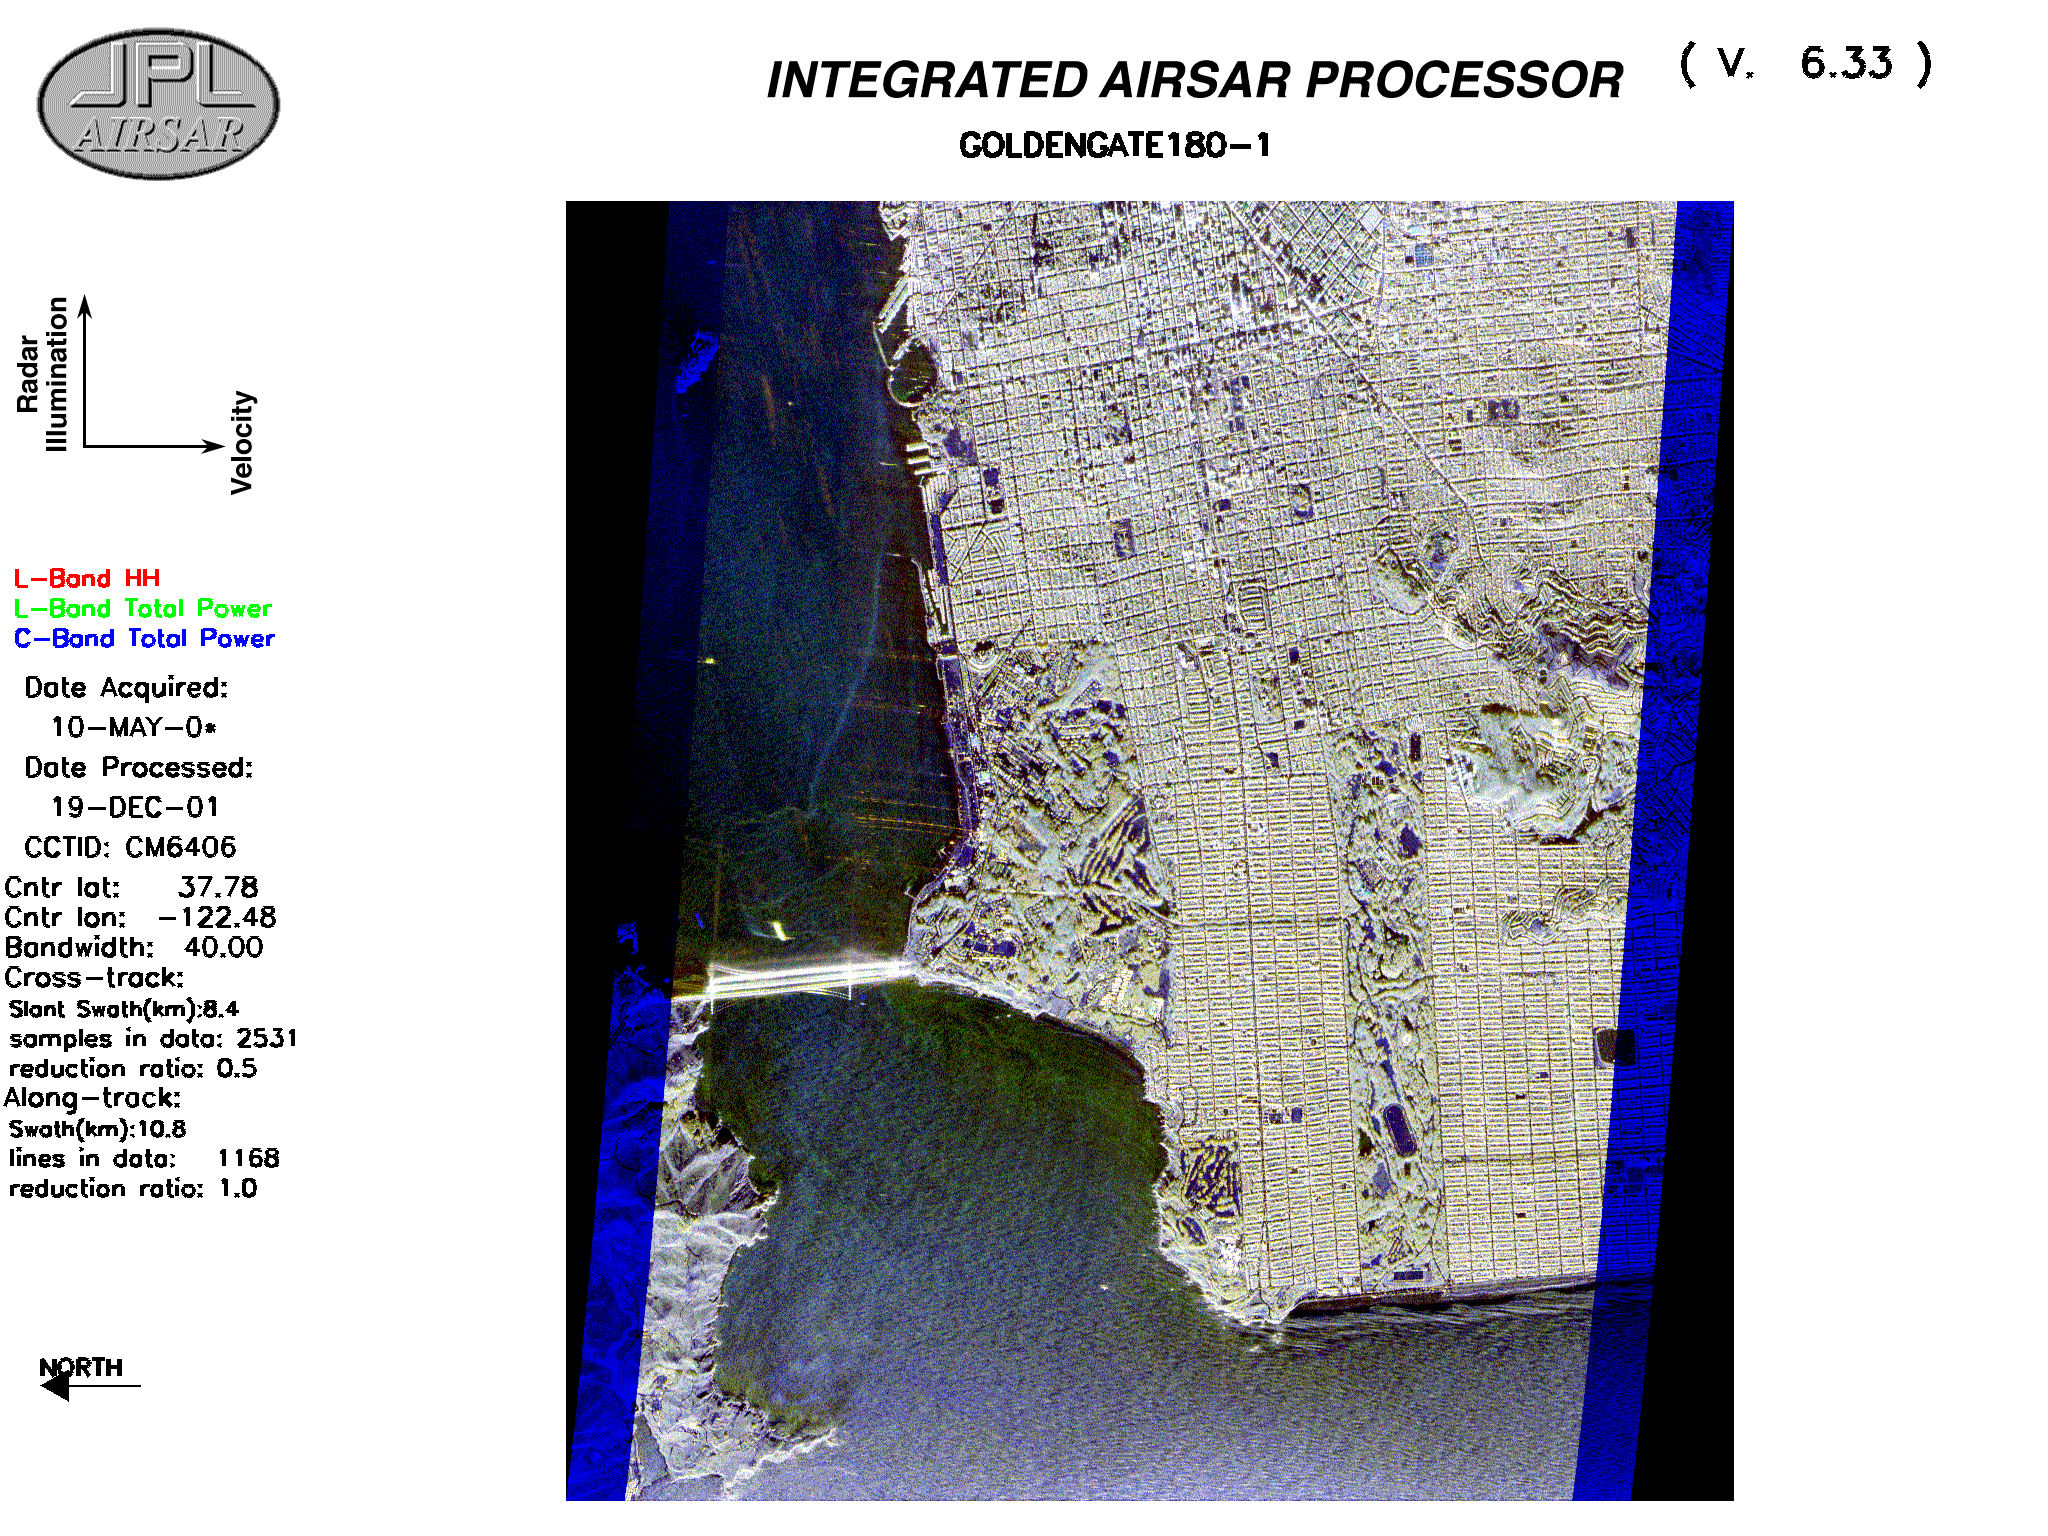 JPL
AIRSAR
INTEGRATED AIRSAR PROCESSOR ( V. 6.33 )
GOLDENGATE180-1
Radar
Illumination
Velocity
L-Band HH
L-Band Total Power
C-Band Total Power
Date Acquired:
10-MAY-0*
Date Processed:
19-DEC-01
CCTID: CM6406
Cntr lat: 37.78
Cntr lon: -122.48
Bandwidth: 40.00
Cross-track:
Slant Swath(km):8.4
samples in data: 2531
reduction ratio: 0.5
Along-track:
Swath(km):10.8
lines in data: 1168
reduction ratio: 1.0
NORTH